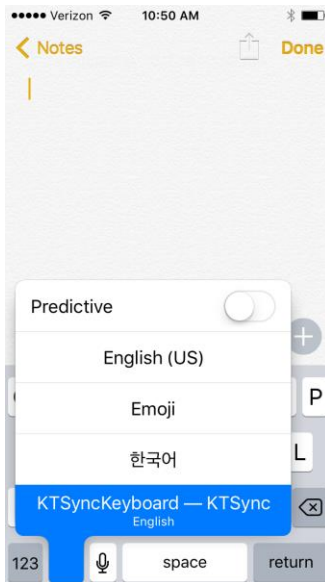 Verizon 10:50 AM
Notes Done
Predictive
English (US)
Emoji
한국어
P
L
KTSyncKeyboard — KTSync
English
123 space return